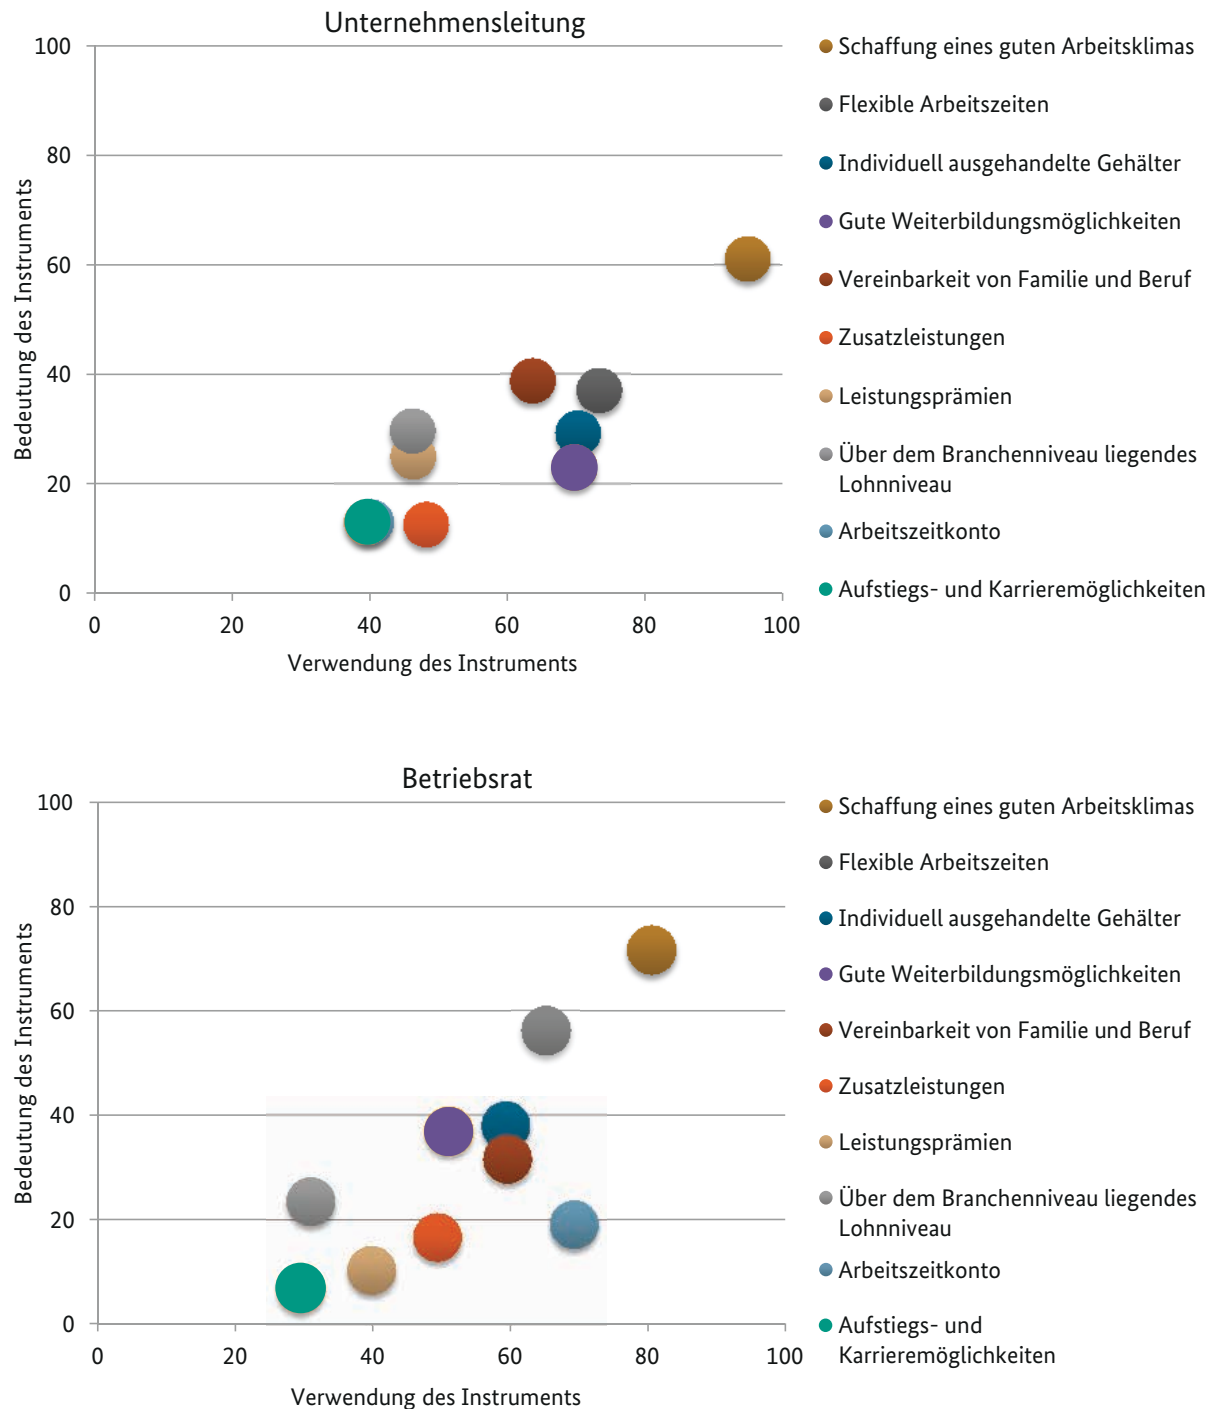 Unternehmensleitung
Bedeutung des Instruments
100
80
60
40
20
0
0 20 40 60 80 100
Verwendung des Instruments
Schaffung eines guten Arbeitsklimas
Flexible Arbeitszeiten
Individuell ausgehandelte Gehälter
Gute Weiterbildungsmöglichkeiten
Vereinbarkeit von Familie und Beruf
Zusatzleistungen
Leistungsprämien
Über dem Branchenniveau liegendes
Lohnniveau
Arbeitszeitkonto
Aufstiegs- und Karrieremöglichkeiten
Betriebsrat
Bedeutung des Instruments
100
80
60
40
20
0
0 20 40 60 80 100
Verwendung des Instruments
Schaffung eines guten Arbeitsklimas
Flexible Arbeitszeiten
Individuell ausgehandelte Gehälter
Gute Weiterbildungsmöglichkeiten
Vereinbarkeit von Familie und Beruf
Zusatzleistungen
Leistungsprämien
Über dem Branchenniveau liegendes
Lohnniveau
Arbeitszeitkonto
Aufstiegs- und
Karrieremöglichkeiten